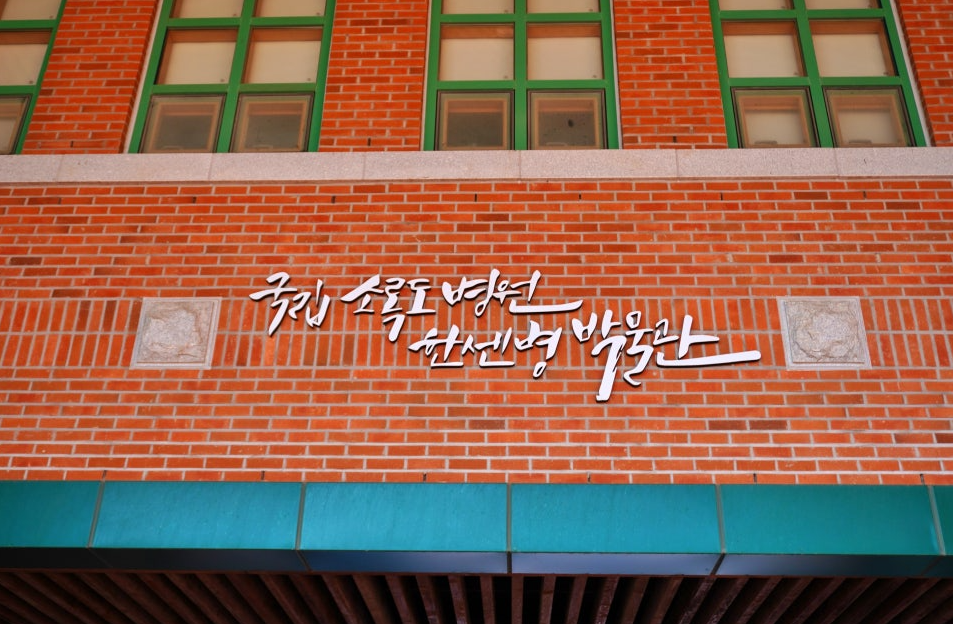 국립 소록도 병원
한센병 박물관